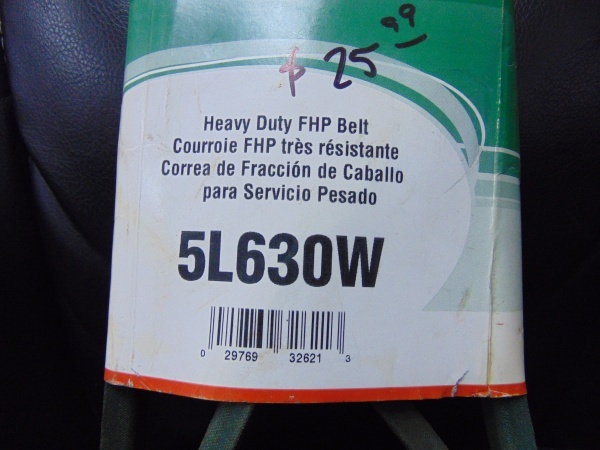 $ 25 99
Heavy Duty FHP Belt
Courroie FHP très résistante
Correa de Fracción de Caballo
para Servicio Pesado
5L630W
0 29769 32621 3